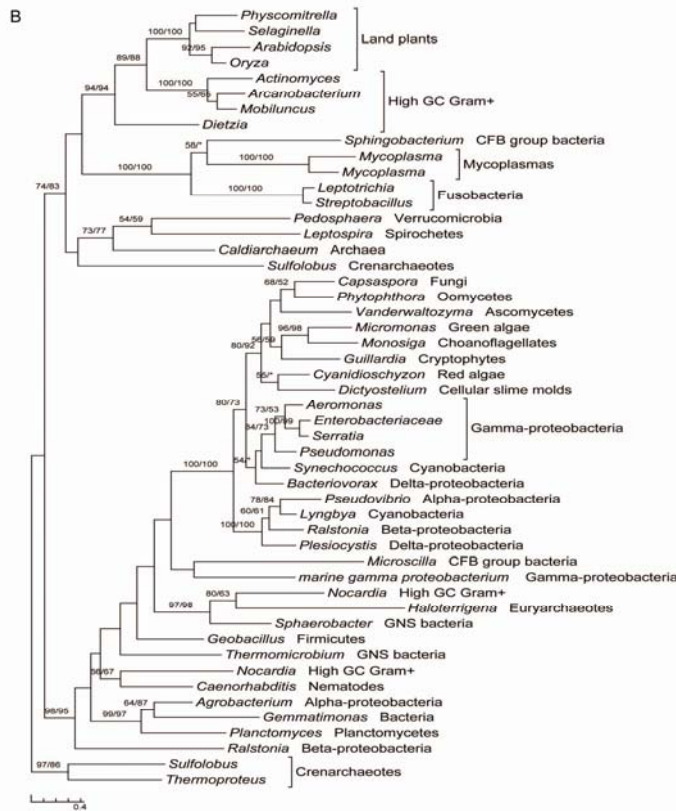 B
Physcomitrella
Selaginella
100/100
Land plants
92/95
Arabidopsis
89/88
Oryza
Actinomyces
100/100
94/94
55/65
Arcanobacterium
High GC Gram+
Mobiluncus
Dietzia
Sphingobacterium CFB group bacteria
58/*
100/100
Mycoplasma
Mycoplasmas
100/100
Mycoplasma
Leptotrichia
100/100
Fusobacteria
74/83
Streptobacillus
54/59
Pedosphaera Verrucomicrobia
73/77
Leptospira Spirochetes
Caldiarchaeum Archaea
Sulfolobus Crenarchaeotes
68/52
Capsaspora Fungi
Phytophthora Oomycetes
Vanderwaltozyma Ascomycetes
96/98
Micromonas Green algae
80/92
56/59
Monosiga Choanoflagellates
Guillardia Cryptophytes
55/*
Cyanidioschyzon Red algae
Dictyostelium Cellular slime molds
80/73
73/53
Aeromonas
100/99
Enterobacteriaceae
84/73
Serratia
Gamma-proteobacteria
54/*
Pseudomonas
100/100
Synechococcus Cyanobacteria
Bacteriovorax Delta-proteobacteria
78/84
Pseudovibrio Alpha-proteobacteria
60/61
Lyngbya Cyanobacteria
100/100
Ralstonia Beta-proteobacteria
Plesiocystis Delta-proteobacteria
Microscilla CFB group bacteria
marine gamma proteobacterium Gamma-proteobacteria
80/63
Nocardia High GC Gram+
97/98
Haloterrigena Euryarchaeotes
Sphaerobacter GNS bacteria
Geobacillus Firmicutes
Thermomicrobium GNS bacteria
56/67
Nocardia High GC Gram+
Caenorhabditis Nematodes
64/87
Agrobacterium Alpha-proteobacteria
98/95
99/97
Gemmatimonas Bacteria
Planctomyces Planctomycetes
Ralstonia Beta-proteobacteria
97/86
Sulfolobus
Crenarchaeotes
Thermoproteus
0.4